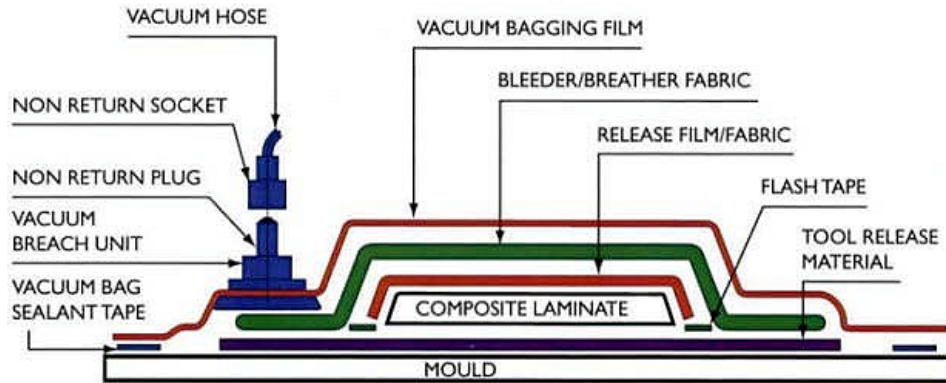 VACUUM HOSE
VACUUM BAGGING FILM
BLEEDER/BREATHER FABRIC
NON RETURN SOCKET
RELEASE FILM/FABRIC
NON RETURN PLUG
FLASH TAPE
VACUUM
BREACH UNIT
TOOL RELEASE
MATERIAL
VACUUM BAG
SEALANT TAPE
COMPOSITE LAMINATE
MOULD